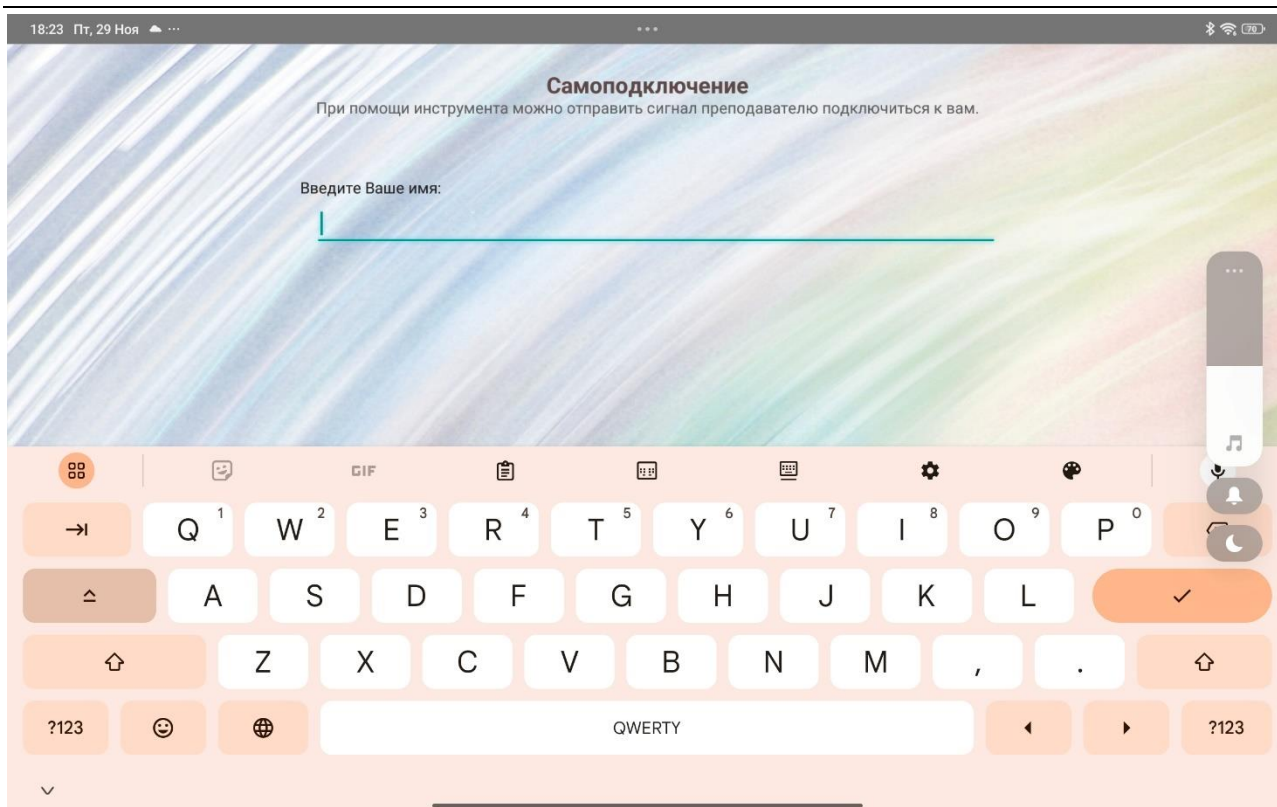 18:23 Пт, 29 Ноя
70
Самоподключение
При помощи инструмента можно отправить сигнал преподавателю подключиться к вам.
Введите Ваше имя:
GIF
Q 1 W 2 E 3 R 4 T 5 Y 6 U 7 I 8 O 9 P 0
A S D F G H J K L
Z X C V B N M , .
?123 QWERTY ?123